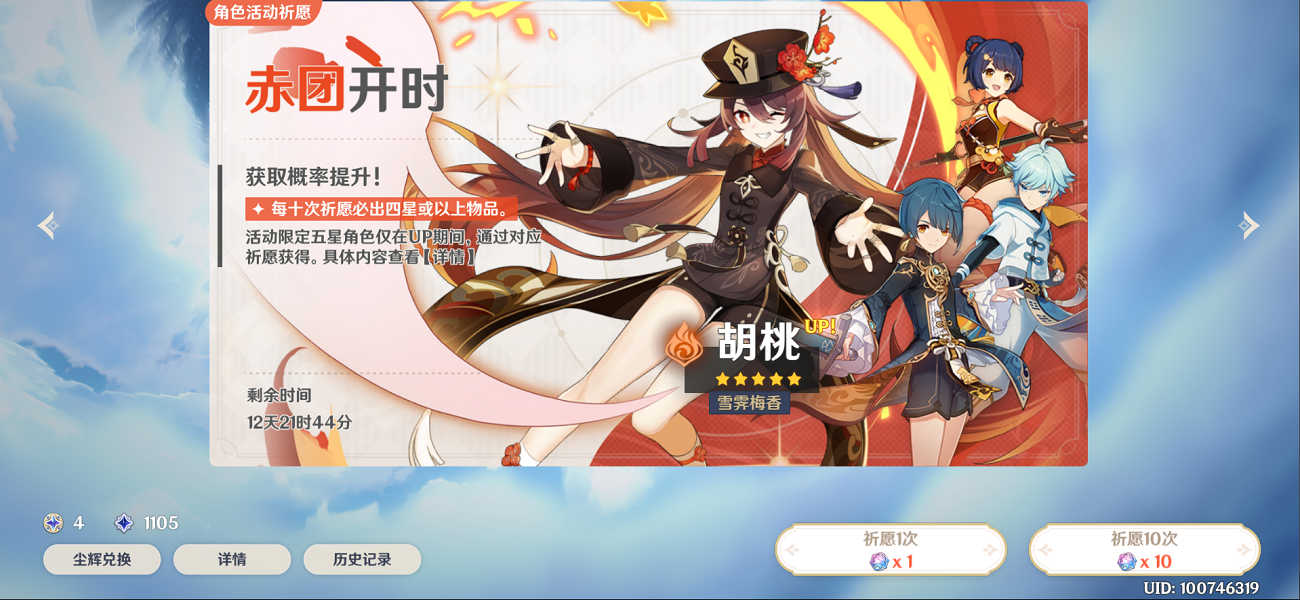 角色活动祈愿
赤团开时
获取概率提升！
每十次祈愿必出四星或以上物品。
活动限定五星角色仅在UP期间，通过对应
祈愿获得。具体内容查看【详情】
胡桃
UP!
雪霁梅香
剩余时间
12天21时44分
4
1105
尘辉兑换
详情
历史记录
祈愿1次
x 1
祈愿10次
x 10
UID: 100746319